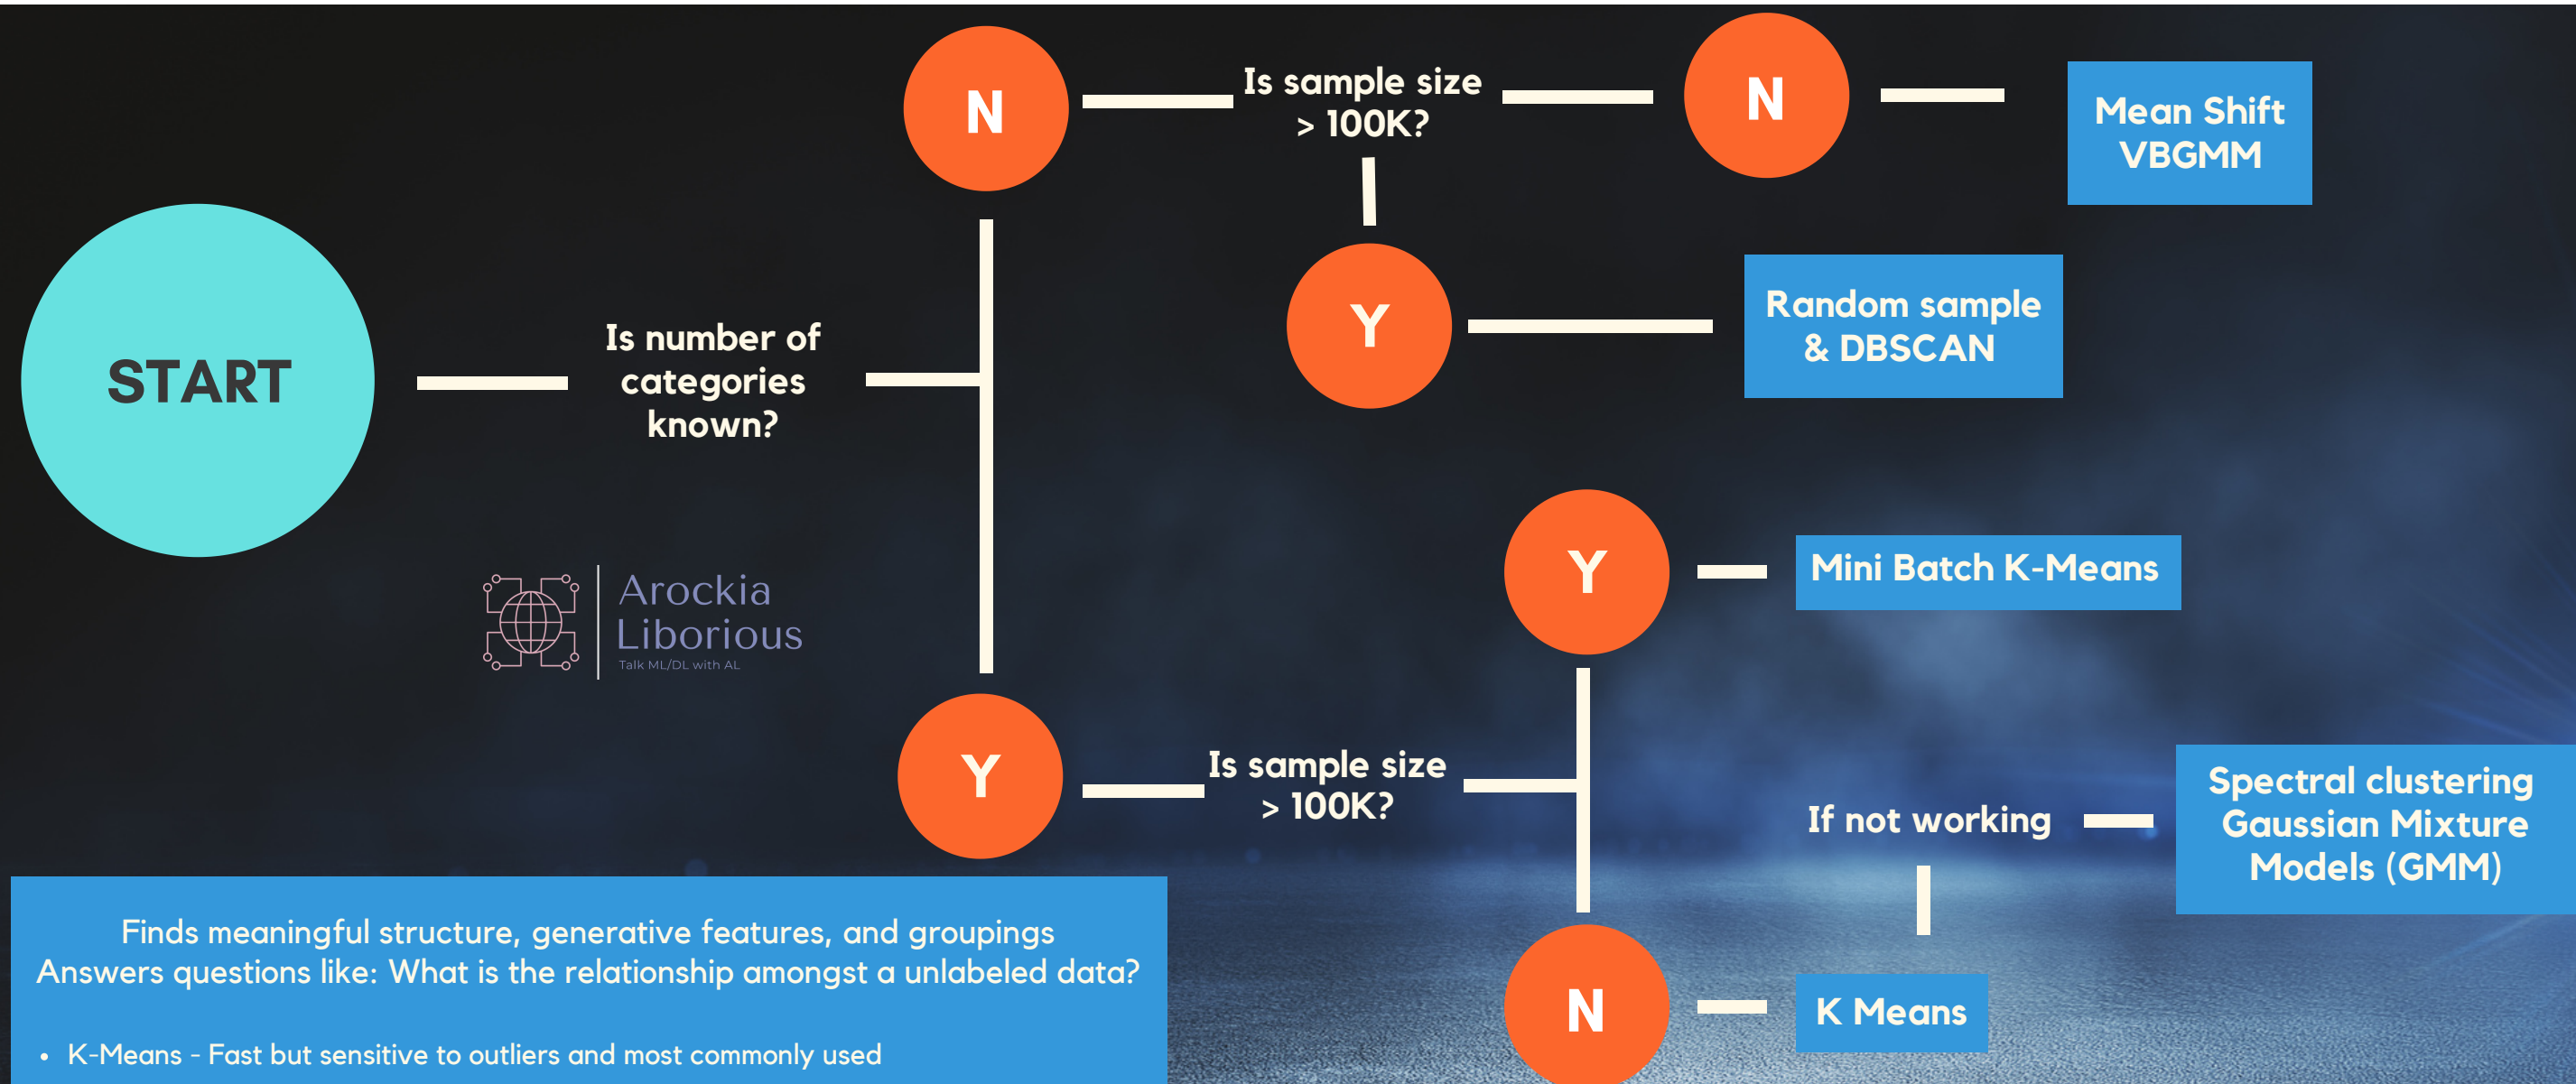 N
Is sample size
> 100K?
N
Mean Shift
VBGMM
START
Is number of
categories
known?
Y
Random sample
& DBSCAN
Arockia
Liborious
Talk ML/DL with AL
Y
Mini Batch K-Means
Y
Is sample size
> 100K?
If not working
Spectral clustering
Gaussian Mixture
Models (GMM)
N
K Means
Finds meaningful structure, generative features, and groupings
Answers questions like: What is the relationship amongst a unlabeled data?
• K-Means - Fast but sensitive to outliers and most commonly used